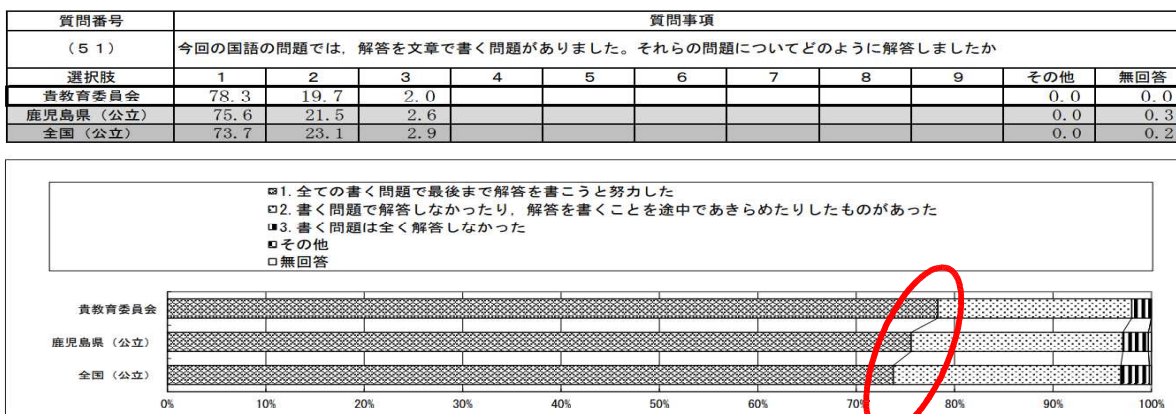 質問番号 質問事項
（５１） 今回の国語の問題では，解答を文章で書く問題がありました。それらの問題についてどのように解答しましたか
選択肢 1 2 3 4 5 6 7 8 9 その他 無回答
貴教育委員会 78.3 19.7 2.0 0.0 0.0
鹿児島県（公立） 75.6 21.5 2.6 0.0 0.3
全国（公立） 73.7 23.1 2.9 0.0 0.2
1.全ての書く問題で最後まで解答を書こうと努力した
2.書く問題で解答しなかったり，解答を書くことを途中であきらめたりしたものがあった
3.書く問題は全く解答しなかった
その他
無回答
貴教育委員会
鹿児島県（公立）
全国（公立）
0% 10% 20% 30% 40% 50% 60% 70% 80% 90% 100%